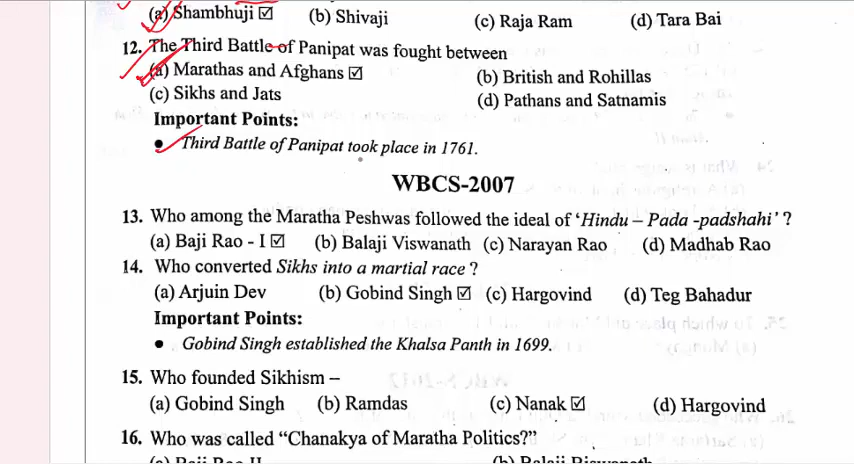 (a) Shambhuji ☑ (b) Shivaji (c) Raja Ram (d) Tara Bai
12. The Third Battle of Panipat was fought between
(a) Marathas and Afghans ☑ (b) British and Rohillas
(c) Sikhs and Jats (d) Pathans and Satnamis
Important Points:
• Third Battle of Panipat took place in 1761.
WBCS-2007
13. Who among the Maratha Peshwas followed the ideal of ‘Hindu – Pada -padshahi’ ?
(a) Baji Rao - I ☑ (b) Balaji Viswanath (c) Narayan Rao (d) Madhab Rao
14. Who converted Sikhs into a martial race ?
(a) Arjuin Dev (b) Gobind Singh ☑ (c) Hargovind (d) Teg Bahadur
Important Points:
• Gobind Singh established the Khalsa Panth in 1699.
15. Who founded Sikhism –
(a) Gobind Singh (b) Ramdas (c) Nanak ☑ (d) Hargovind
16. Who was called “Chanakya of Maratha Politics?”
(a) Baji Rao II (b) Balaji Biswanath